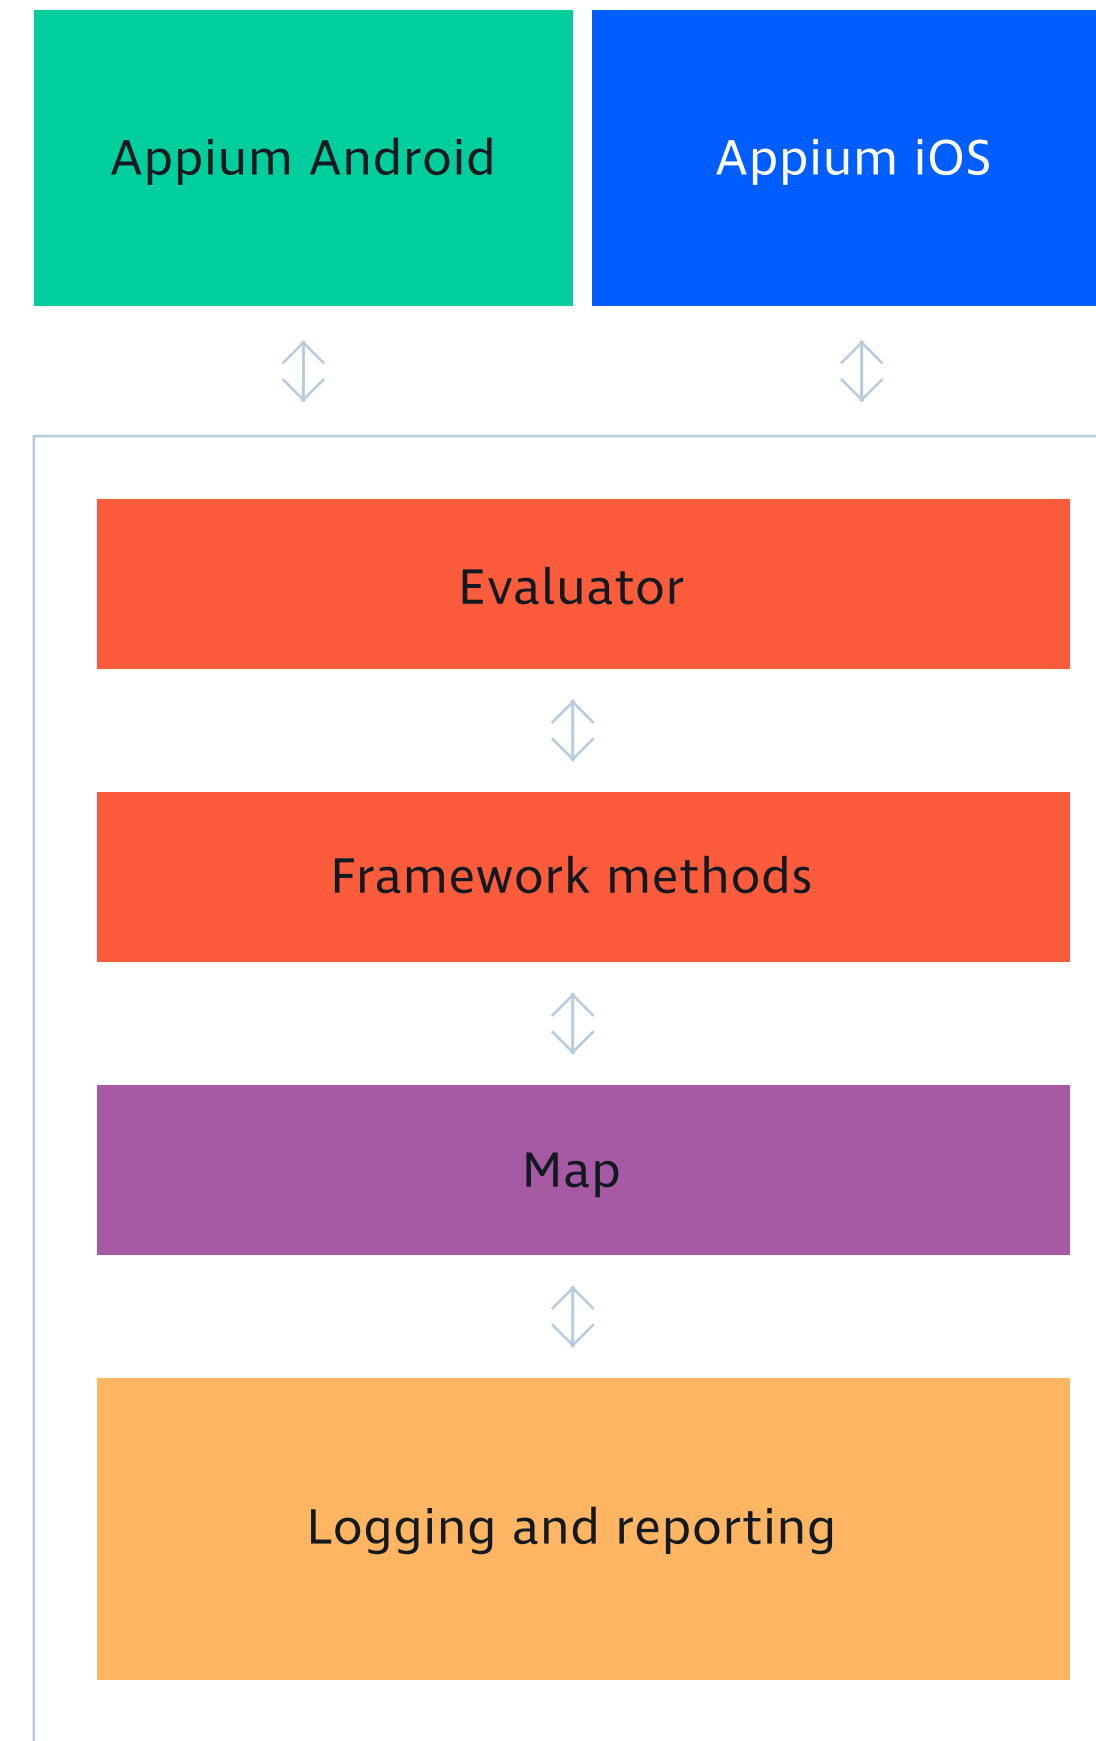 Appium Android
Appium iOS
Evaluator
Framework methods
Map
Logging and reporting